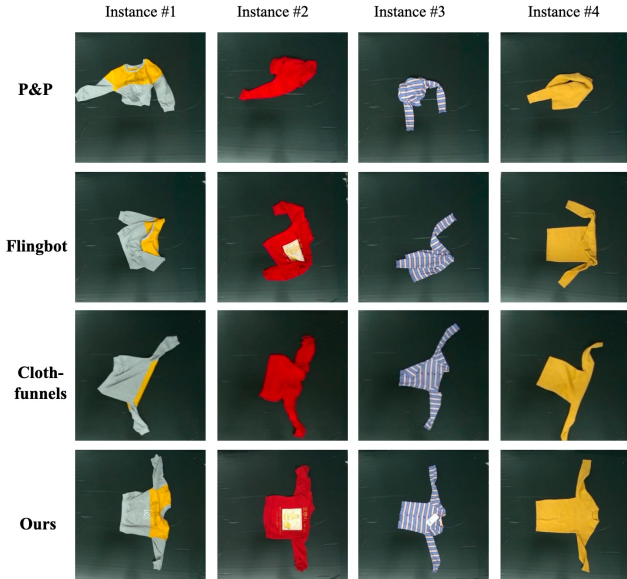 Instance #1 Instance #2 Instance #3 Instance #4
P&P
Flingbot
Cloth-
funnels
Ours